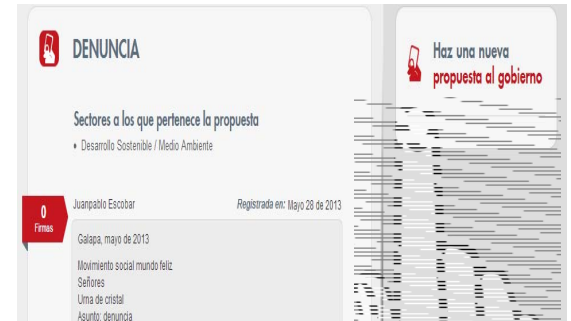 DENUNCIA
Sectores a los que pertenece la propuesta
• Desarrollo Sostenible / Medio Ambiente
0
Firmas
Juanpablo Escobar
Registrada en: Mayo 28 de 2013
Galapa, mayo de 2013
Movimiento social mundo feliz
Señores
Urna de cristal
Asunto: denuncia
Haz una nueva
propuesta al gobierno